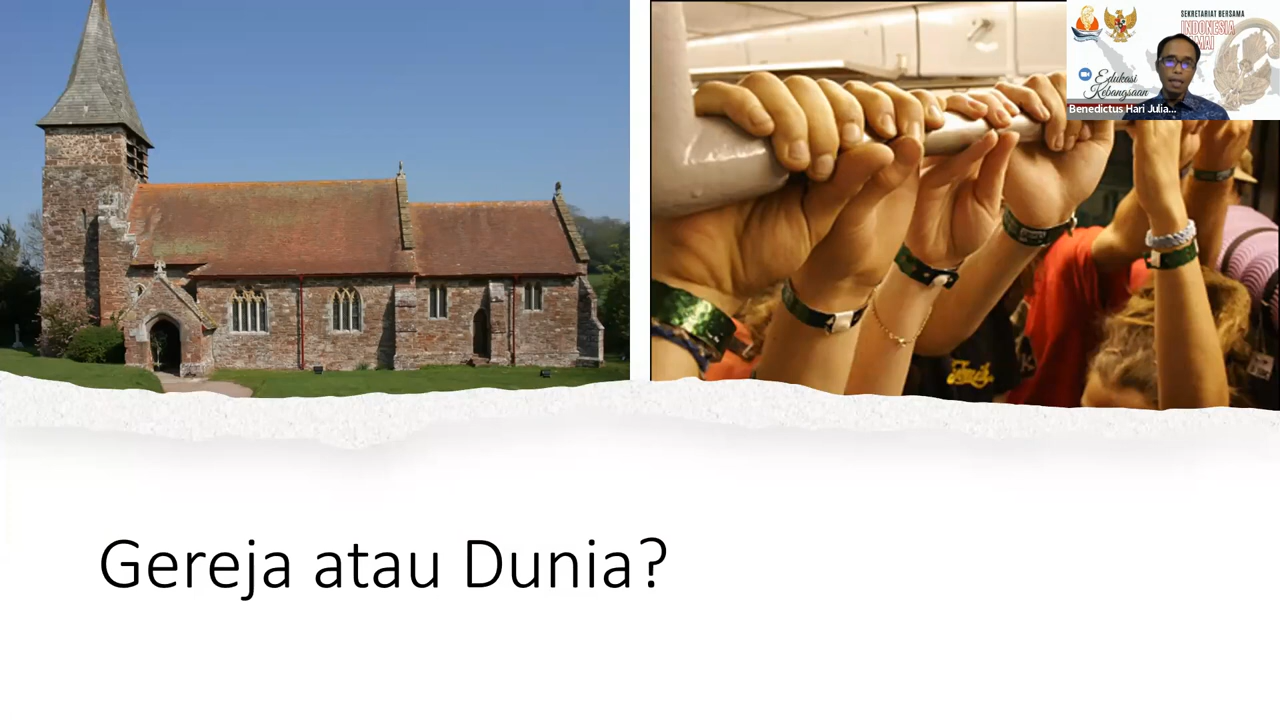 SEKRETARIAT BERSAMA
INDONESIA
Edukasi
Kebangsaan
Benedictus Hari Julia...
Gereja atau Dunia?